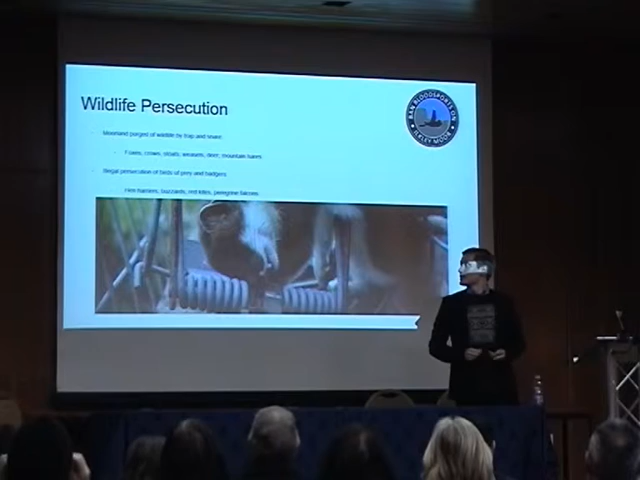 Wildlife Persecution
BAN BLOODSPORTS ON
ILKLEY MOOR
Moorland purged of wildlife by trap and snare
Foxes, crows, stoats, weasels, deer, mountain hares
Illegal persecution of birds of prey and badgers
Hen harriers, buzzards, red kites, peregrine falcons